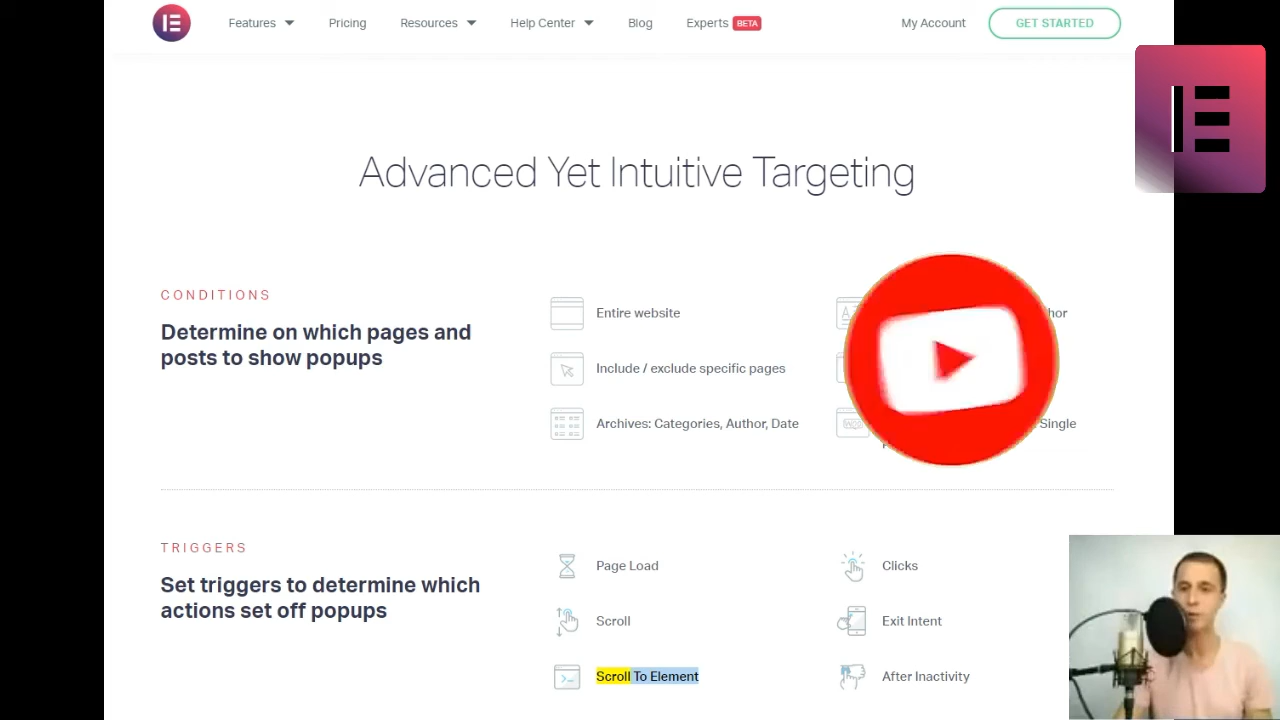 Features
Pricing
Resources
Help Center
Blog
Experts BETA
My Account
GET STARTED
Advanced Yet Intuitive Targeting
CONDITIONS
Determine on which pages and
posts to show popups
Entire website
Include / exclude specific pages
Archives: Categories, Author, Date
Single
TRIGGERS
Set triggers to determine which
actions set off popups
Page Load
Clicks
Scroll
Exit Intent
Scroll To Element
After Inactivity